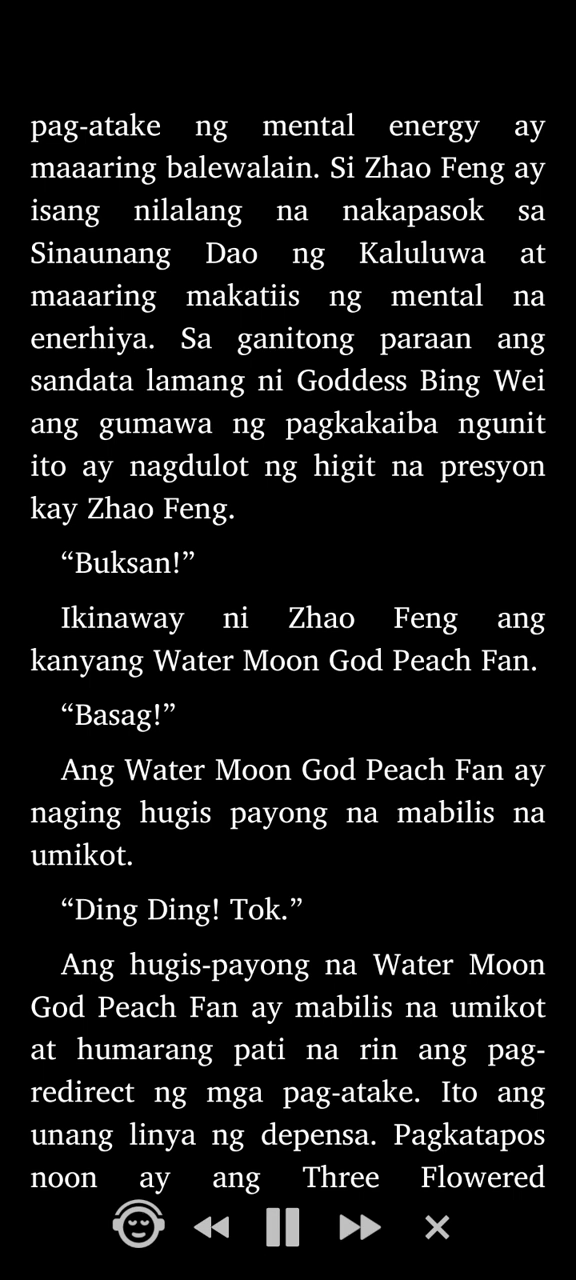 pag-atake ng mental energy ay
maaaring balewalain. Si Zhao Feng ay
isang nilalang na nakapasok sa
Sinaunang Dao ng Kaluluwa at
maaaring makatiis ng mental na
enerhiya. Sa ganitong paraan ang
sandata lamang ni Goddess Bing Wei
ang gumawa ng pagkakaiba ngunit
ito ay nagdulot ng higit na presyon
kay Zhao Feng.
“Buksan!”
Ikinaway ni Zhao Feng ang
kanyang Water Moon God Peach Fan.
“Basag!”
Ang Water Moon God Peach Fan ay
naging hugis payong na mabilis na
umikot.
“Ding Ding! Tok.”
Ang hugis-payong na Water Moon
God Peach Fan ay mabilis na umikot
at humarang pati na rin ang pag-
redirect ng mga pag-atake. Ito ang
unang linya ng depensa. Pagkatapos
noon ay ang Three Flowered